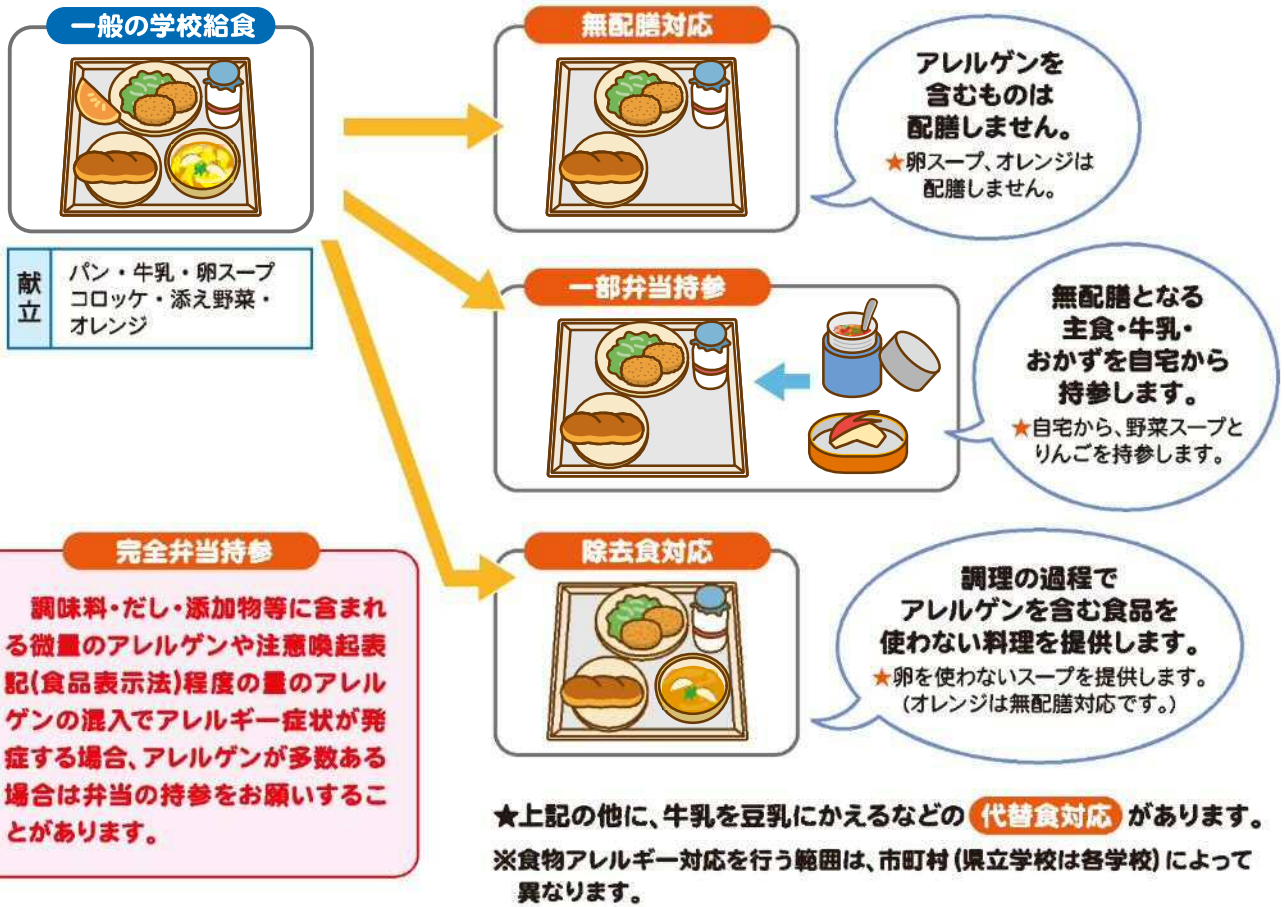 一般の学校給食
献立
パン・牛乳・卵スープ
コロッケ・添え野菜・
オレンジ
無配膳対応
アレルゲンを
含むものは
配膳しません。
★卵スープ、オレンジは
配膳しません。
一部弁当持参
無配膳となる
主食・牛乳・
おかずを自宅から
持参します。
★自宅から、野菜スープと
りんごを持参します。
除去食対応
調理の過程で
アレルゲンを含む食品を
使わない料理を提供します。
★卵を使わないスープを提供します。
(オレンジは無配膳対応です。)
完全弁当持参
調味料・だし・添加物等に含まれ
る微量のアレルゲンや注意喚起表
記(食品表示法)程度の量のアレル
ゲンの混入でアレルギー症状が発
症する場合、アレルゲンが多数ある
場合は弁当の持参をお願いするこ
とがあります。
★上記の他に、牛乳を豆乳にかえるなどの 代替食対応 があります。
※食物アレルギー対応を行う範囲は、市町村(県立学校は各学校)によって
異なります。